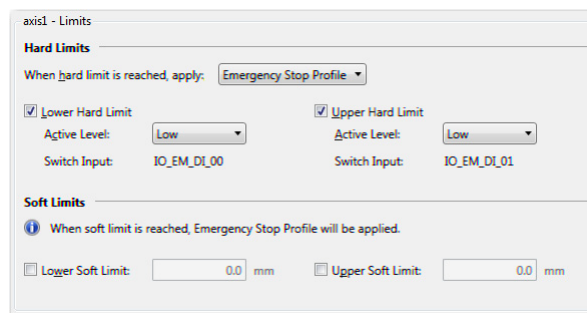 axis1 - Limits
Hard Limits
When hard limit is reached, apply: Emergency Stop Profile
Lower Hard Limit Upper Hard Limit
Active Level: Low Active Level: Low
Switch Input: IO_EM_DI_00 Switch Input: IO_EM_DI_01
Soft Limits
When soft limit is reached, Emergency Stop Profile will be applied.
Lower Soft Limit: 0.0 mm Upper Soft Limit: 0.0 mm